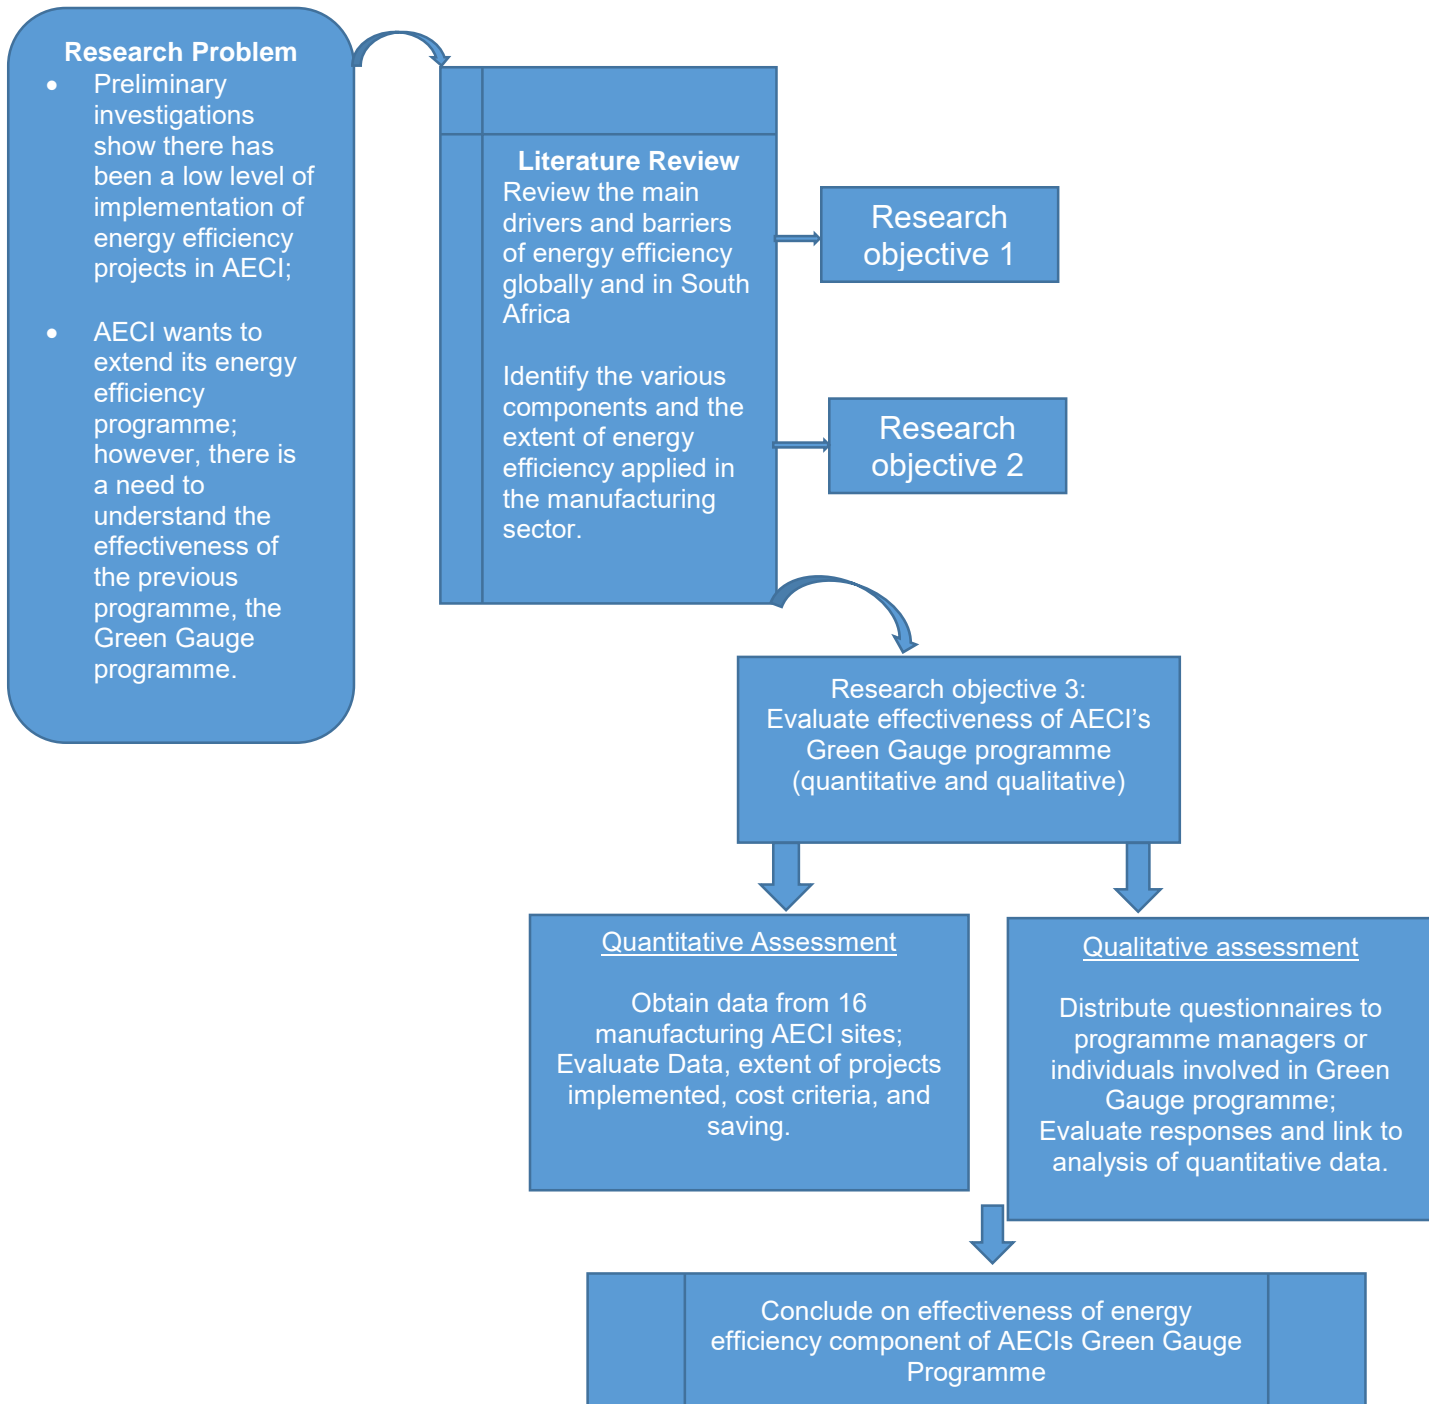 Research Problem
• Preliminary
investigations
show there has
been a low level of
implementation of
energy efficiency
projects in AECI;
• AECI wants to
extend its energy
efficiency
programme;
however, there is
a need to
understand the
effectiveness of
the previous
programme, the
Green Gauge
programme.
Literature Review
Review the main
drivers and barriers
of energy efficiency
globally and in South
Africa
Identify the various
components and the
extent of energy
efficiency applied in
the manufacturing
sector.
Research
objective 1
Research
objective 2
Research objective 3:
Evaluate effectiveness of AECI’s
Green Gauge programme
(quantitative and qualitative)
Quantitative Assessment
Obtain data from 16
manufacturing AECI sites;
Evaluate Data, extent of projects
implemented, cost criteria, and
saving.
Qualitative assessment
Distribute questionnaires to
programme managers or
individuals involved in Green
Gauge programme;
Evaluate responses and link to
analysis of quantitative data.
Conclude on effectiveness of energy
efficiency component of AECIs Green Gauge
Programme